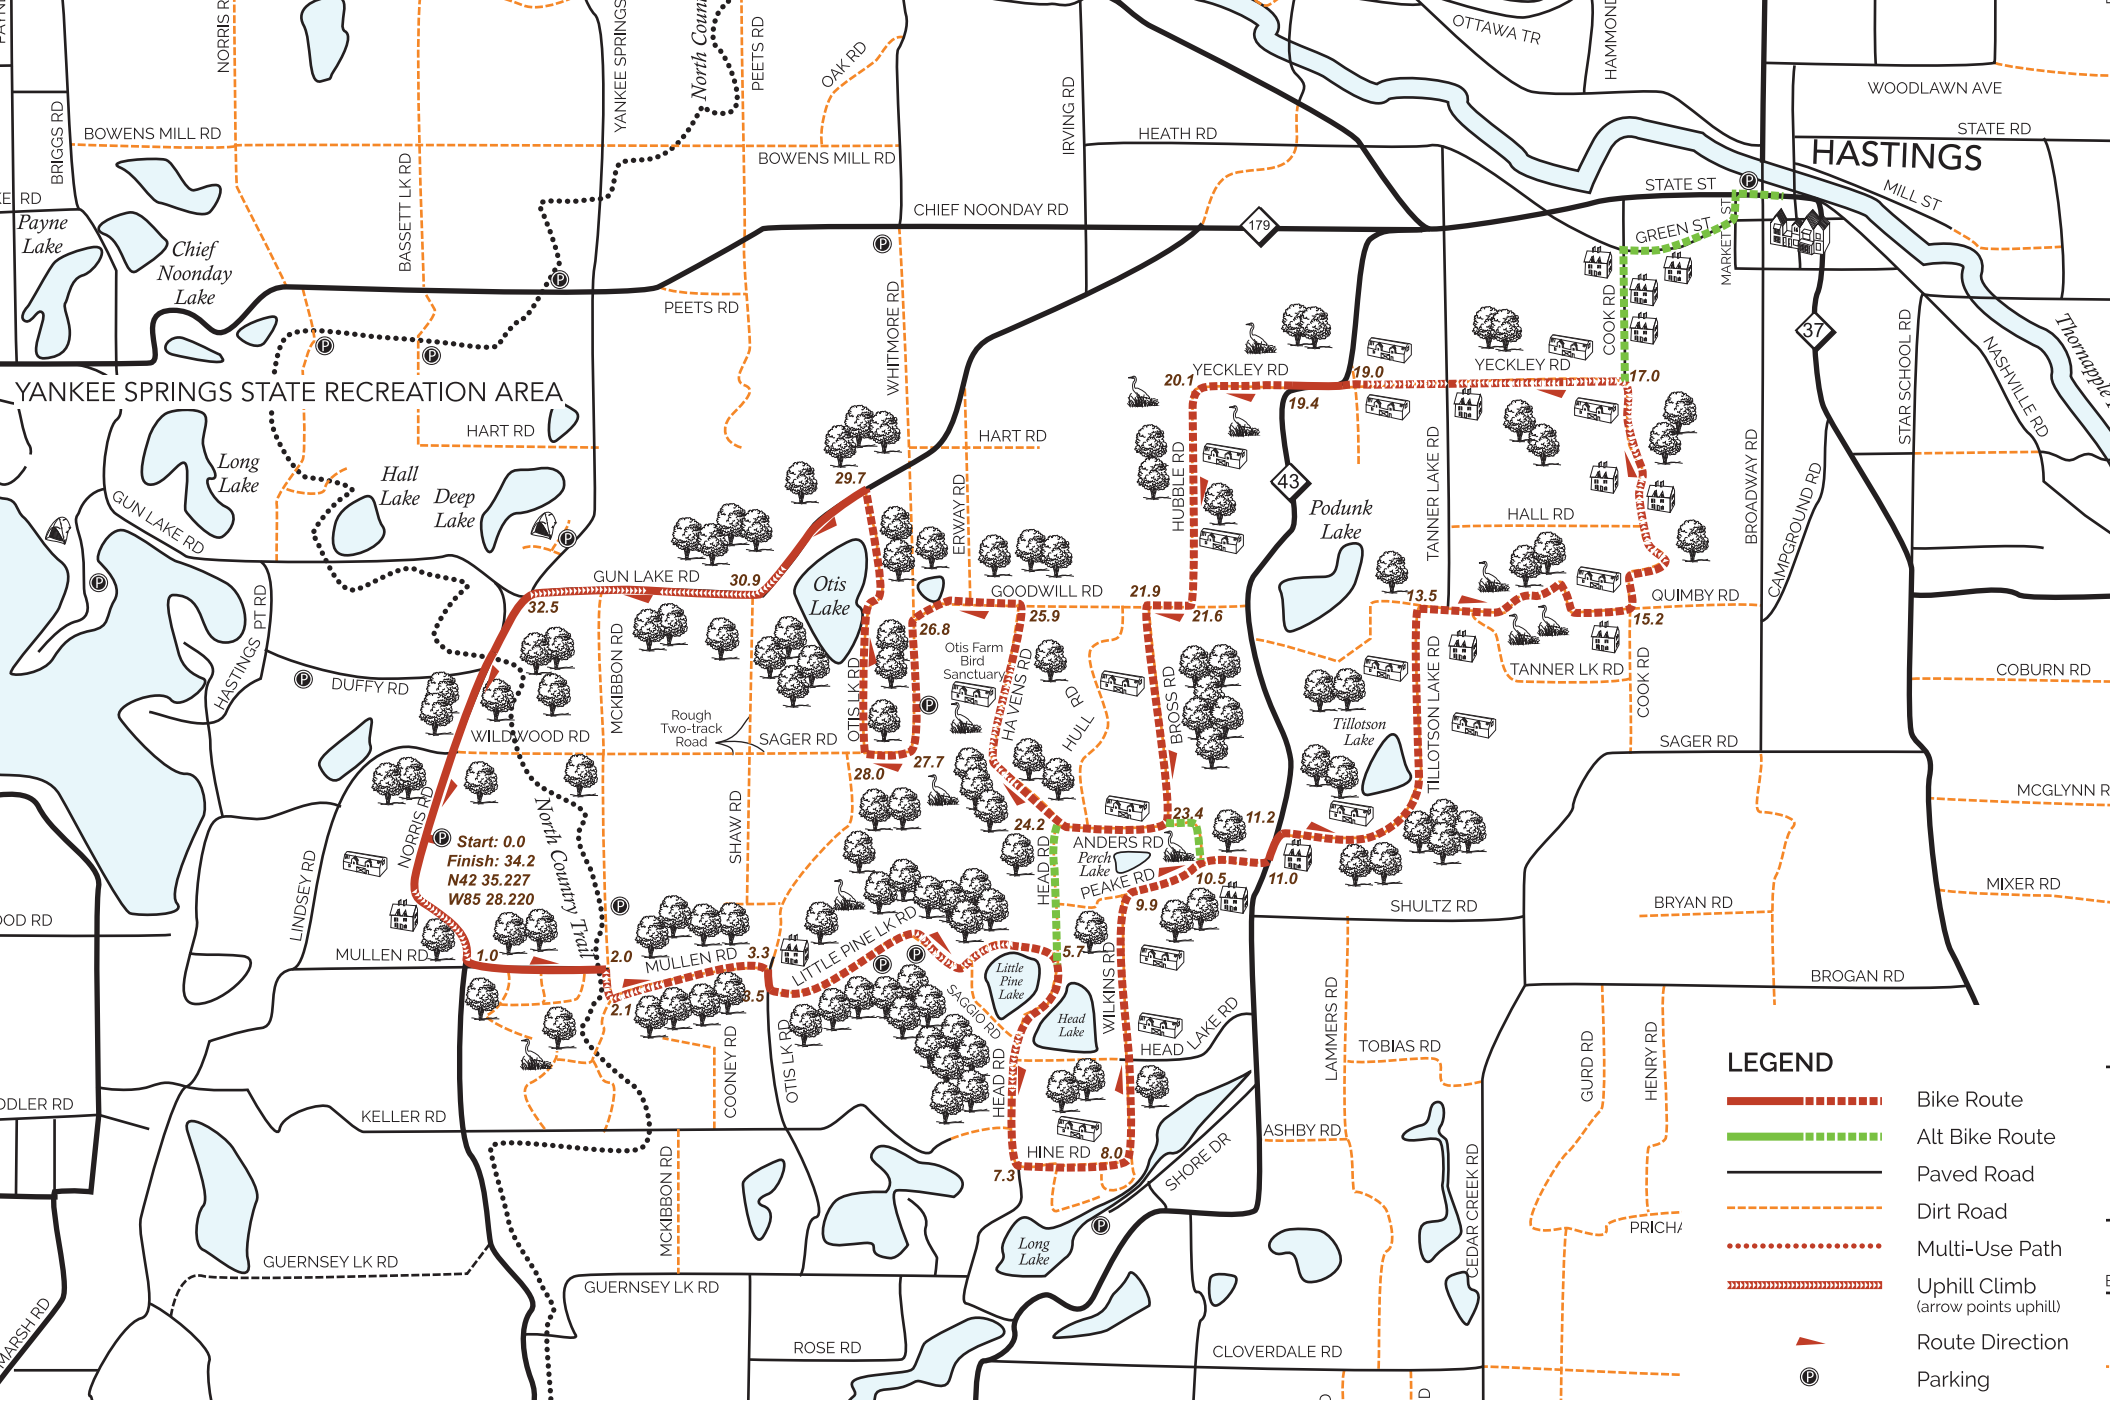 NORRIS R
YANKEE SPRINGS
North Coun
PEETS RD
OAK RD
IRVING RD
OTTAWA TR
HAMMOND
WOODLAWN AVE
STATE RD
HASTINGS
MILL ST
BRIGGS RD
BOWENS MILL RD
BOWENS MILL RD
HEATH RD
BASSETT LK RD
RD
Payne
Lake
Chief
Noonday
Lake
CHIEF NOONDAY RD
179
STATE ST
GREEN ST
MARKET ST
PEETS RD
WHITMORE RD
COOK RD
37
STAR SCHOOL RD
NASHVILLE RD
Thornapple
YANKEE SPRINGS STATE RECREATION AREA
HART RD
HART RD
YECKLEY RD
YECKLEY RD
20.1
19.0
19.4
17.0
Long
Lake
Hall
Lake
Deep
Lake
GUN LAKE RD
29.7
ERWAY RD
HUBBLE RD
43
Podunk
Lake
TANNER LAKE RD
HALL RD
BROADWAY RD
CAMPGROUND RD
GUN LAKE RD
30.9
32.5
Otis
Lake
GOODWILL RD
21.9
21.6
25.9
26.8
13.5
QUIMBY RD
15.2
HASTINGS PT RD
DUFFY RD
MCKIBBON RD
Otis Farm
Bird
Sanctuary
HAVENS RD
HULL RD
BROSS RD
TILLOTSON LAKE RD
TANNER LK RD
COOK RD
COBURN RD
WILDWOOD RD
Rough
Two-track
Road
SAGER RD
OTIS LK RD
28.0
27.7
Tillotson
Lake
SAGER RD
MCGLYNN R
NORRIS RD
North Country Trail
SHAW RD
Start: 0.0
Finish: 34.2
N42 35.227
W85 28.220
24.2
23.4
11.2
ANDERS RD
Perch
Lake
PEAKE RD
HEAD RD
10.5
11.0
9.9
LINDSEY RD
SHULTZ RD
BRYAN RD
MIXER RD
OOD RD
MULLEN RD
1.0
2.0
2.1
MULLEN RD
3.3
3.5
LITTLE PINE LK RD
5.7
Little
Pine
Lake
SAGGIO RD
Head
Lake
WILKINS RD
BROGAN RD
HEAD LAKE RD
LAMMERS RD
TOBIAS RD
GURD RD
HENRY RD
COONEY RD
OTIS LK RD
HEAD RD
ODLER RD
KELLER RD
HINE RD
8.0
7.3
ASHBY RD
SHORE DR
MCKIBBON RD
CEDAR CREEK RD
PRICHA
Long
Lake
GUERNSEY LK RD
GUERNSEY LK RD
MARSH RD
ROSE RD
CLOVERDALE RD
LEGEND
Bike Route
Alt Bike Route
Paved Road
Dirt Road
Multi-Use Path
Uphill Climb
(arrow points uphill)
Route Direction
P Parking